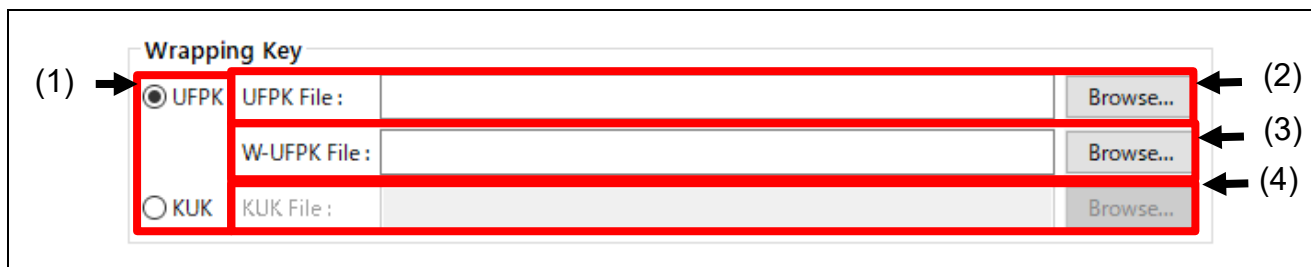 Wrapping Key
(1) UFPK UFPK File : Browse... (2)
W-UFPK File : Browse... (3)
(4)
KUK KUK File : Browse...